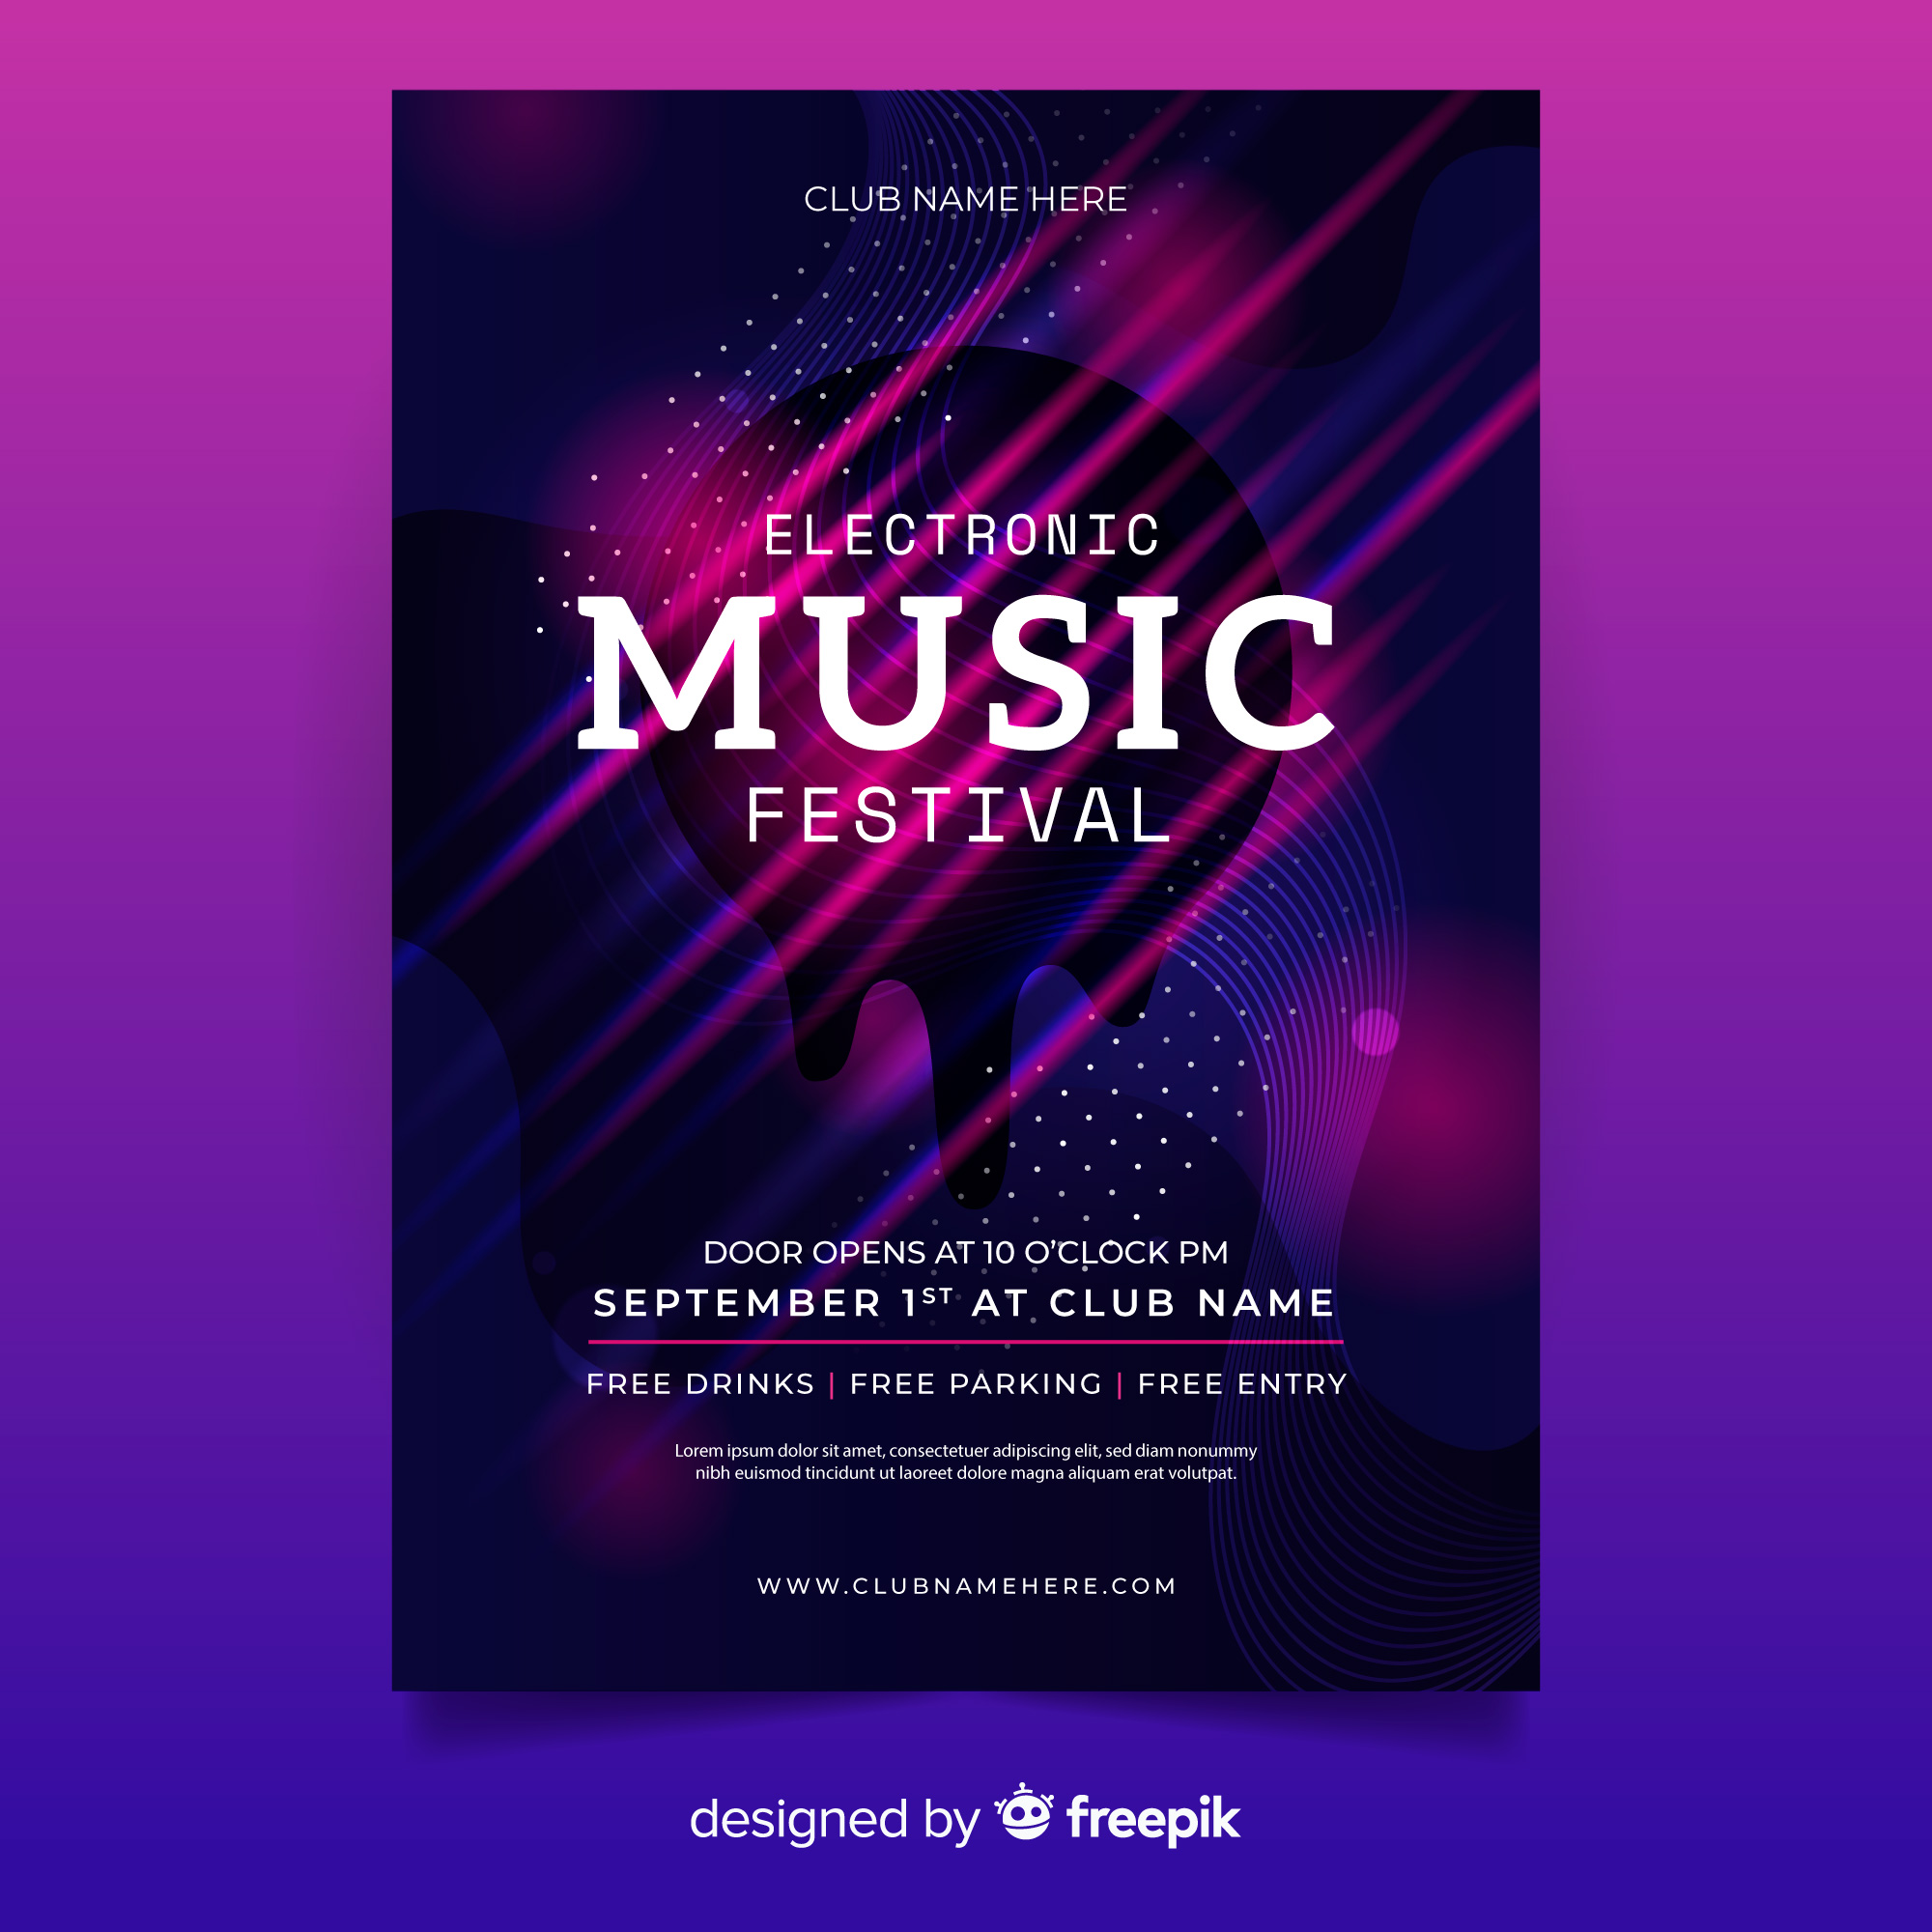 CLUB NAME HERE
ELECTRONIC
MUSIC
FESTIVAL
DOOR OPENS AT 10 O’CLOCK PM
SEPTEMBER 1ST AT CLUB NAME
FREE DRINKS | FREE PARKING | FREE ENTRY
Lorem ipsum dolor sit amet, consectetuer adipiscing elit, sed diam nonummy
nibh euismod tincidunt ut laoreet dolore magna aliquam erat volutpat.
WWW.CLUBNAMEHERE.COM
designed by freepik